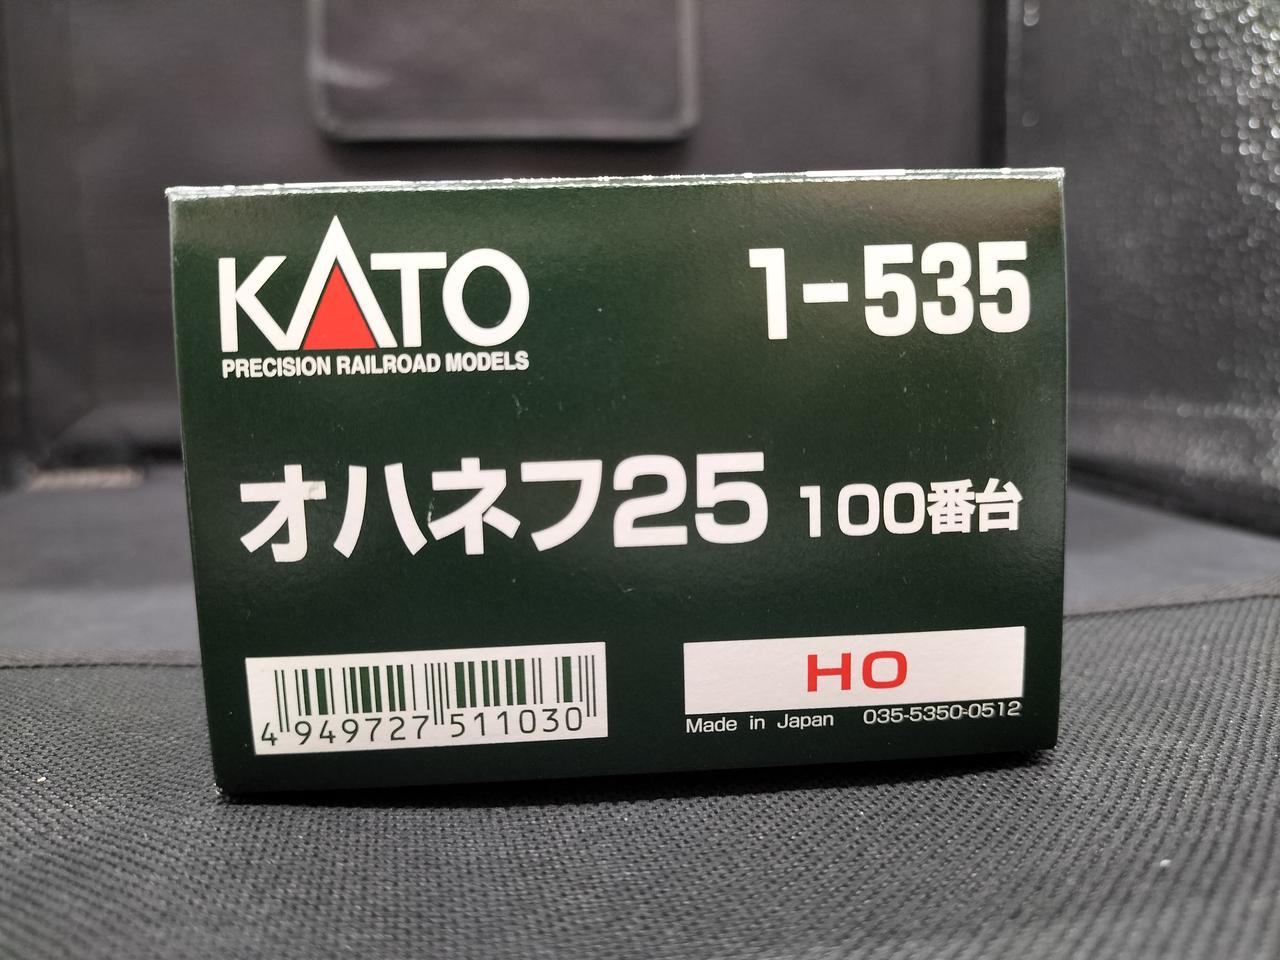 KATO
PRECISION RAILROAD MODELS
1-535
オハネフ25 100番台
4 949727 511030
HO
Made in Japan 035-5350-0512